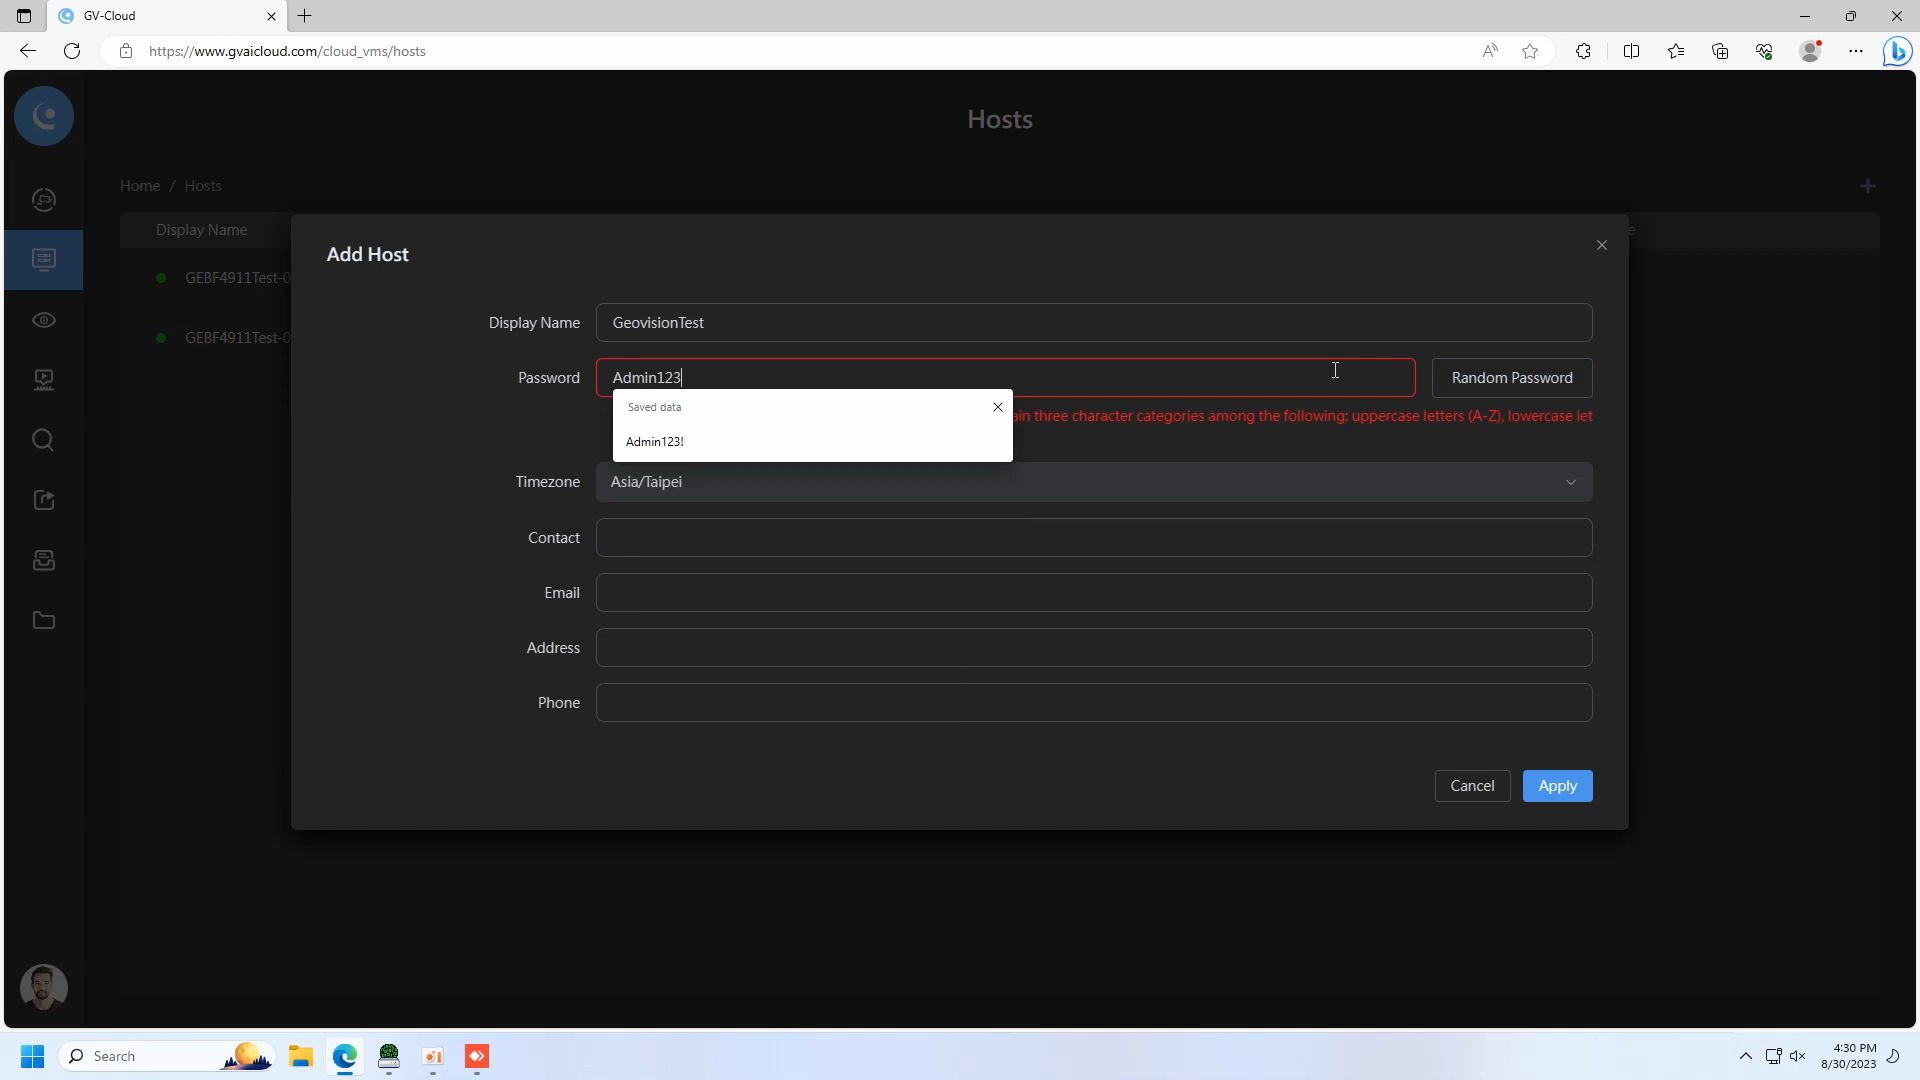 GV-Cloud
https://www.gvaicloud.com/cloud_vms/hosts
Hosts
Home / Hosts
Display Name
GEBF4911Test-0
GEBF4911Test-0
Add Host
Display Name GeovisionTest
Password Admin123 Random Password
three character categories among the following: uppercase letters (A-Z), lowercase let
Saved data
Admin123!
Timezone Asia/Taipei
Contact
Email
Address
Phone
Cancel Apply
Search
4:30 PM
8/30/2023